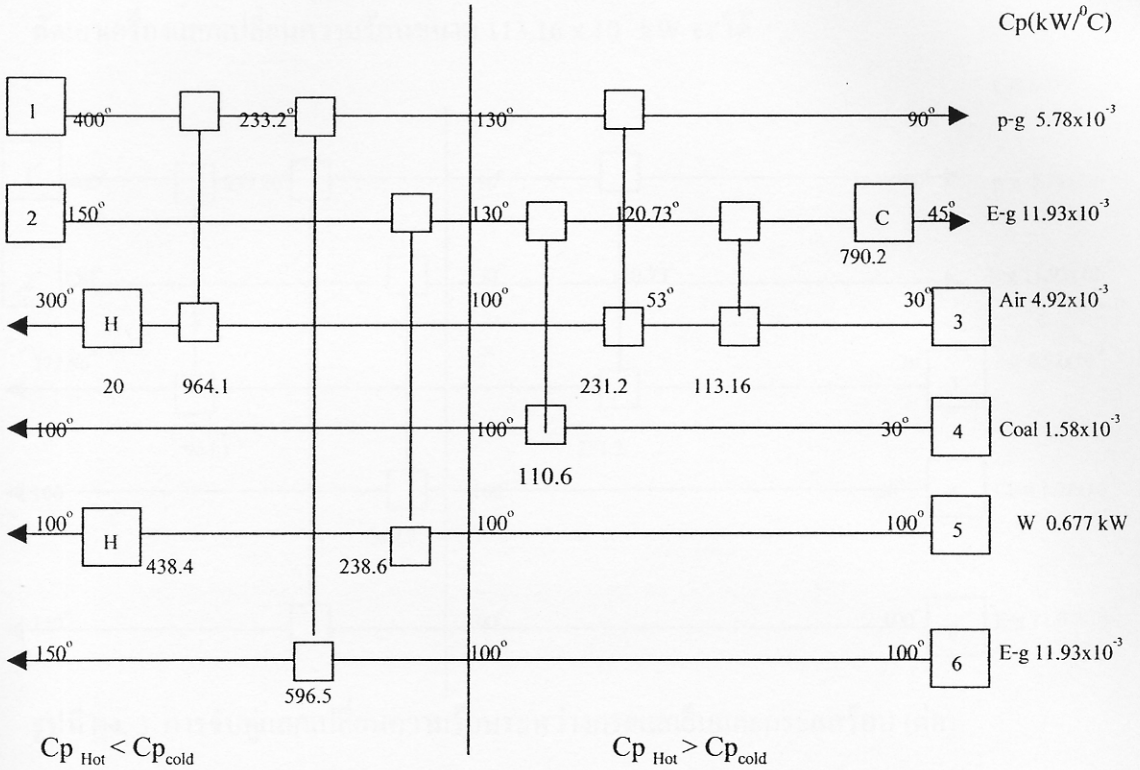 Cp(kW/⁰C)
1 400° 233.2° 130° 90° p-g 5.78x10⁻³
2 150° 130° 120.73° C 45° E-g 11.93x10⁻³
790.2
300° H 100° 53° 30° 3 Air 4.92x10⁻³
20 964.1 231.2 113.16
100° 100° 30° 4 Coal 1.58x10⁻³
110.6
100° H 100° 100° 5 W 0.677 kW
438.4 238.6
150° 100° 100° 6 E-g 11.93x10⁻³
596.5
Cp Hot < Cp cold Cp Hot > Cp cold